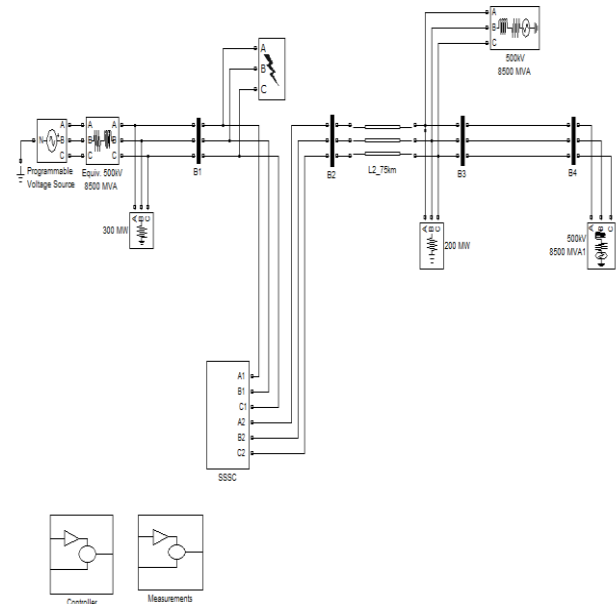 A
B
C
500kV
8500 MVA
A
B
C
N
A
B
C
A
B
C
A
B
C
Programmable
Voltage Source
Equiv. 500kV
8500 MVA
B1
B2
L2_75km
B3
B4
300 MW
A B C
200 MW
A B C
A B C
500kV
8500 MVA1
A1
B1
C1
A2
B2
C2
SSSC
Controller
Measurements